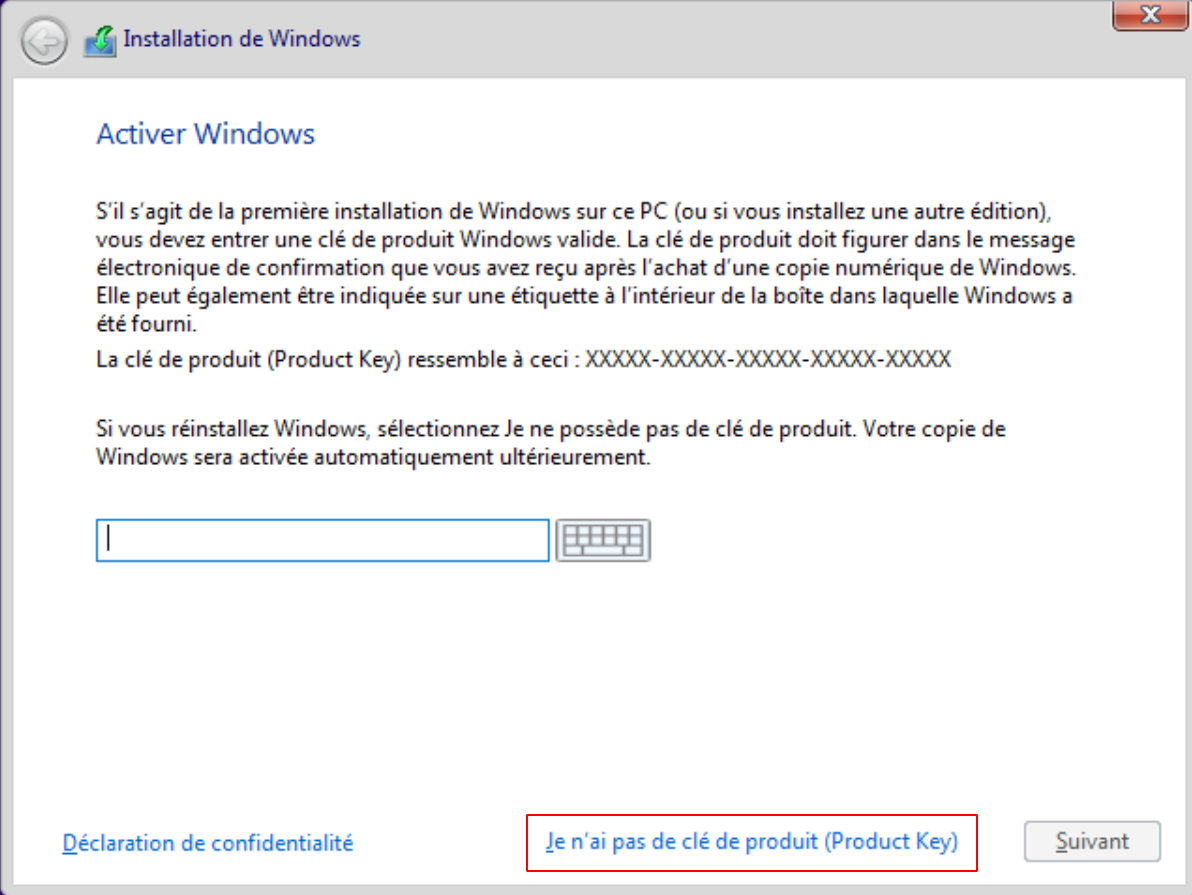 Installation de Windows
Activer Windows
S'il s'agit de la première installation de Windows sur ce PC (ou si vous installez une autre édition),
vous devez entrer une clé de produit Windows valide. La clé de produit doit figurer dans le message
électronique de confirmation que vous avez reçu après l'achat d'une copie numérique de Windows.
Elle peut également être indiquée sur une étiquette à l'intérieur de la boîte dans laquelle Windows a
été fourni.
La clé de produit (Product Key) ressemble à ceci : XXXXX-XXXXX-XXXXX-XXXXX-XXXXX
Si vous réinstallez Windows, sélectionnez Je ne possède pas de clé de produit. Votre copie de
Windows sera activée automatiquement ultérieurement.
Déclaration de confidentialité
Je n'ai pas de clé de produit (Product Key)
Suivant